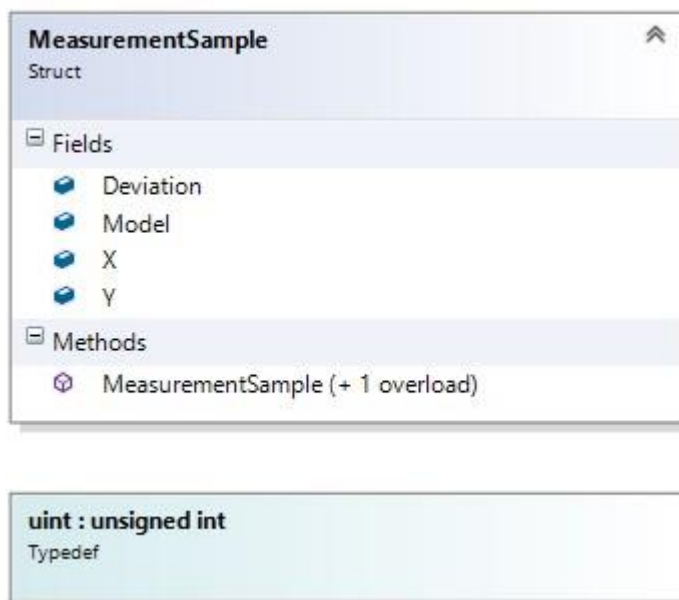 MeasurementSample
Struct
Fields
Deviation
Model
X
Y
Methods
MeasurementSample (+ 1 overload)
uint : unsigned int
Typedef